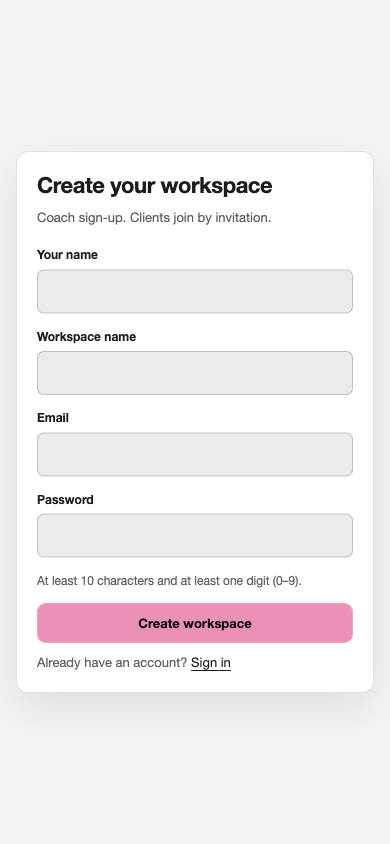 Create your workspace
Coach sign-up. Clients join by invitation.
Your name
Workspace name
Email
Password
At least 10 characters and at least one digit (0–9).
Create workspace
Already have an account? Sign in